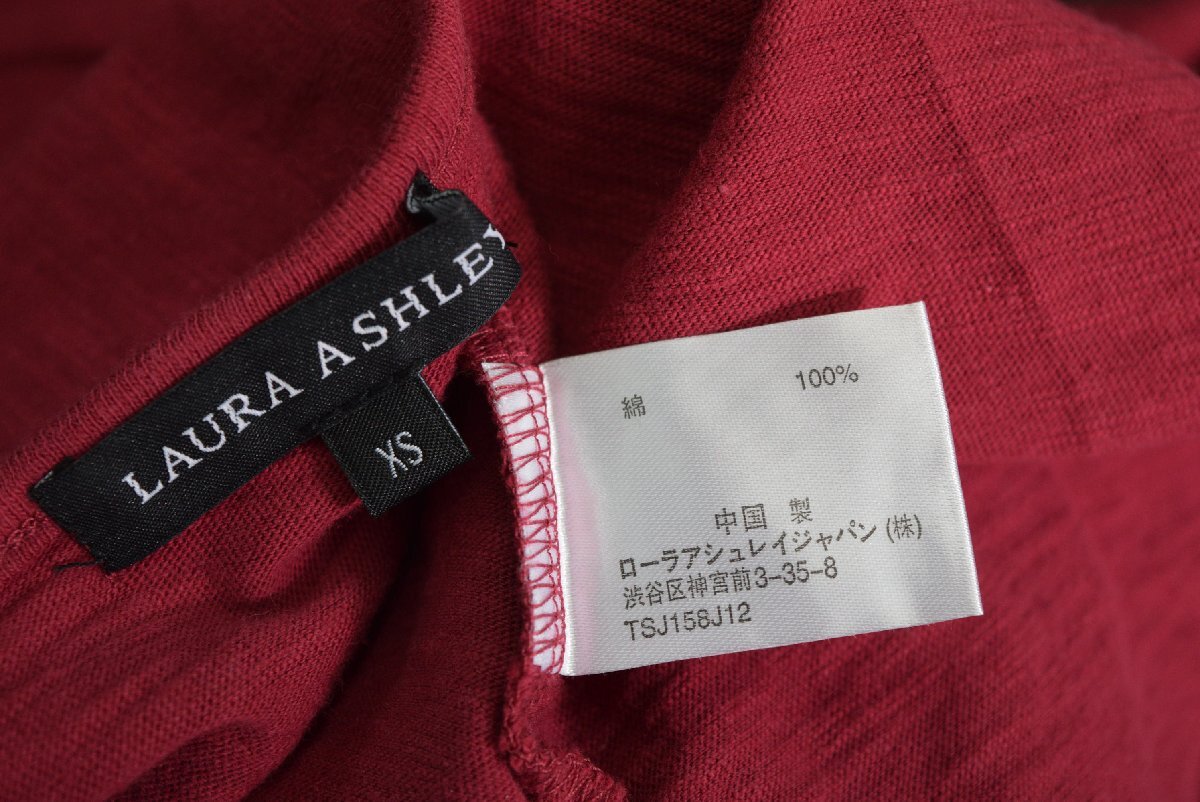 LAURA ASHLEY
XS
綿 100%
中国 製
ローラアシュレイジャパン (株)
渋谷区神宮前3-35-8
TSJ158J12